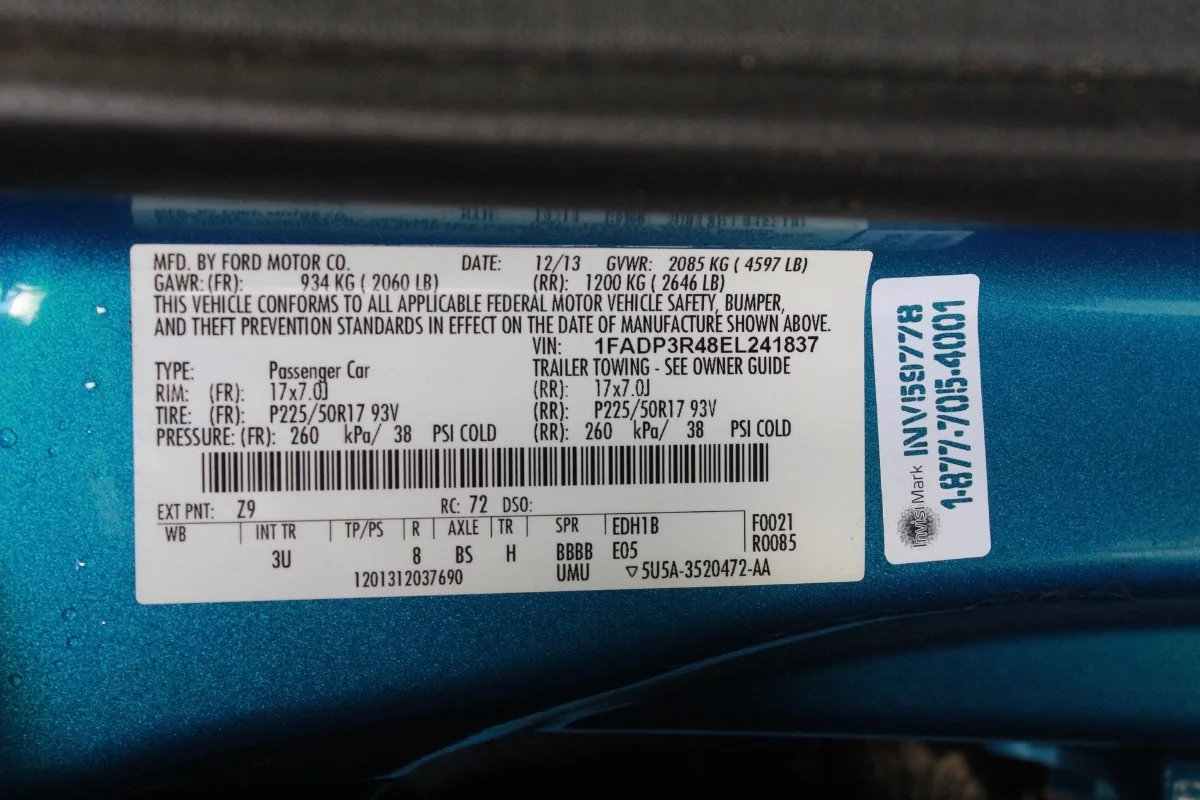 MFD. BY FORD MOTOR CO. DATE: 12/13 GVWR: 2085 KG ( 4597 LB)
GAWR: (FR): 934 KG ( 2060 LB) (RR): 1200 KG ( 2646 LB)
THIS VEHICLE CONFORMS TO ALL APPLICABLE FEDERAL MOTOR VEHICLE SAFETY, BUMPER,
AND THEFT PREVENTION STANDARDS IN EFFECT ON THE DATE OF MANUFACTURE SHOWN ABOVE.
VIN: 1FADP3R48EL241837
TYPE: Passenger Car TRAILER TOWING - SEE OWNER GUIDE
RIM: (FR): 17x7.0J (RR): 17x7.0J
TIRE: (FR): P225/50R17 93V (RR): P225/50R17 93V
PRESSURE: (FR): 260 kPa/ 38 PSI COLD (RR): 260 kPa/ 38 PSI COLD
EXT PNT: Z9 RC: 72 DSO:
WB INT TR TP/PS R AXLE TR SPR EDH1B F0021
3U 8 BS H BBBB E05 R0085
1201312037690 UMU ▽5U5A-3520472-AA
InVIS Mark INV59778
1-877-705-4001